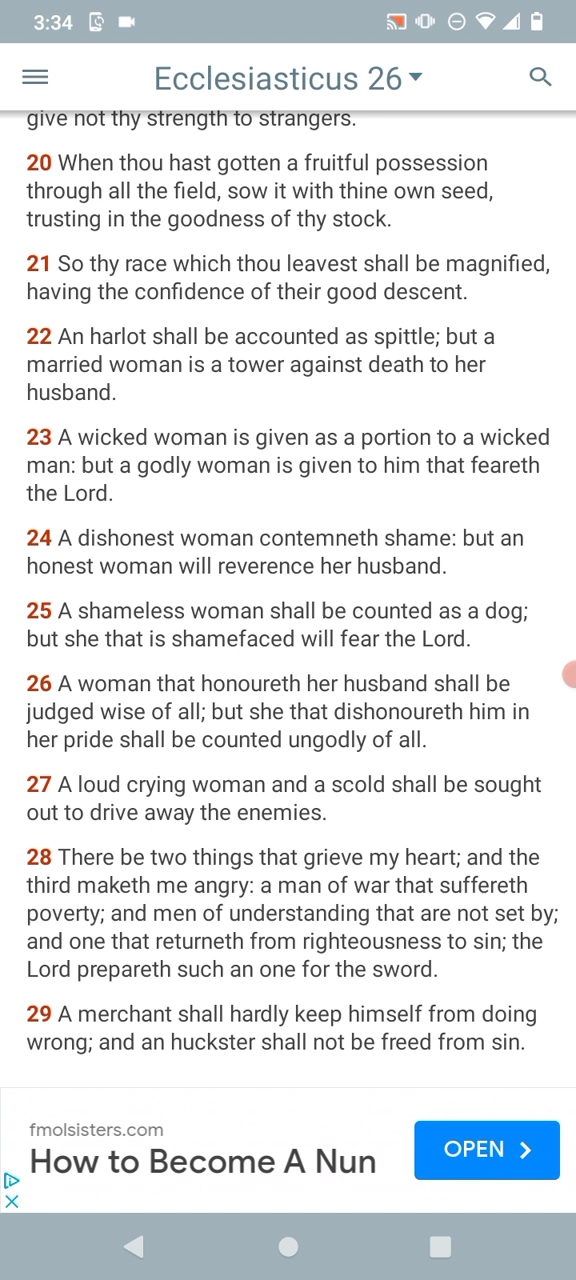 3:34
Ecclesiasticus 26
give not thy strength to strangers.
20 When thou hast gotten a fruitful possession
through all the field, sow it with thine own seed,
trusting in the goodness of thy stock.
21 So thy race which thou leavest shall be magnified,
having the confidence of their good descent.
22 An harlot shall be accounted as spittle; but a
married woman is a tower against death to her
husband.
23 A wicked woman is given as a portion to a wicked
man: but a godly woman is given to him that feareth
the Lord.
24 A dishonest woman contemneth shame: but an
honest woman will reverence her husband.
25 A shameless woman shall be counted as a dog;
but she that is shamefaced will fear the Lord.
26 A woman that honoureth her husband shall be
judged wise of all; but she that dishonoureth him in
her pride shall be counted ungodly of all.
27 A loud crying woman and a scold shall be sought
out to drive away the enemies.
28 There be two things that grieve my heart; and the
third maketh me angry: a man of war that suffereth
poverty; and men of understanding that are not set by;
and one that returneth from righteousness to sin; the
Lord prepareth such an one for the sword.
29 A merchant shall hardly keep himself from doing
wrong; and an huckster shall not be freed from sin.
fmolsisters.com
How to Become A Nun
OPEN